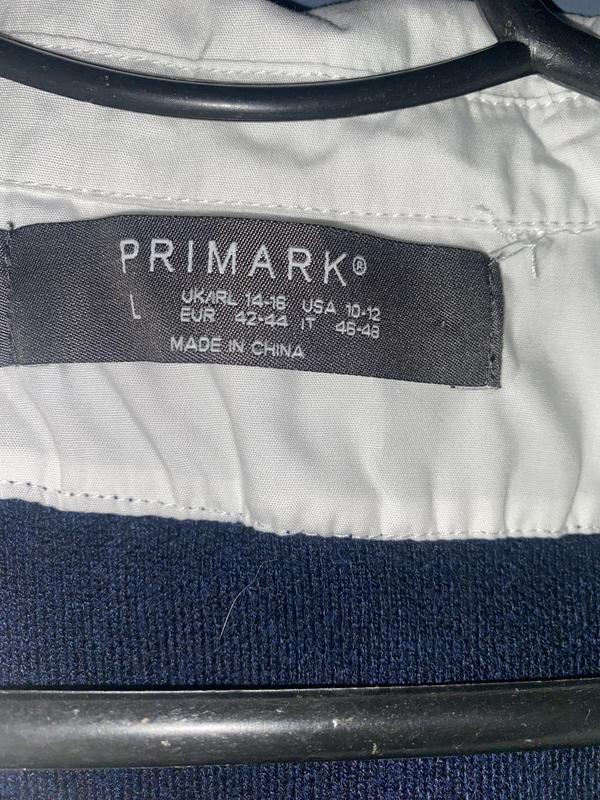 PRIMARK®
L UK/IRL 14-16 USA 10-12
EUR 42-44 IT 46-48
MADE IN CHINA